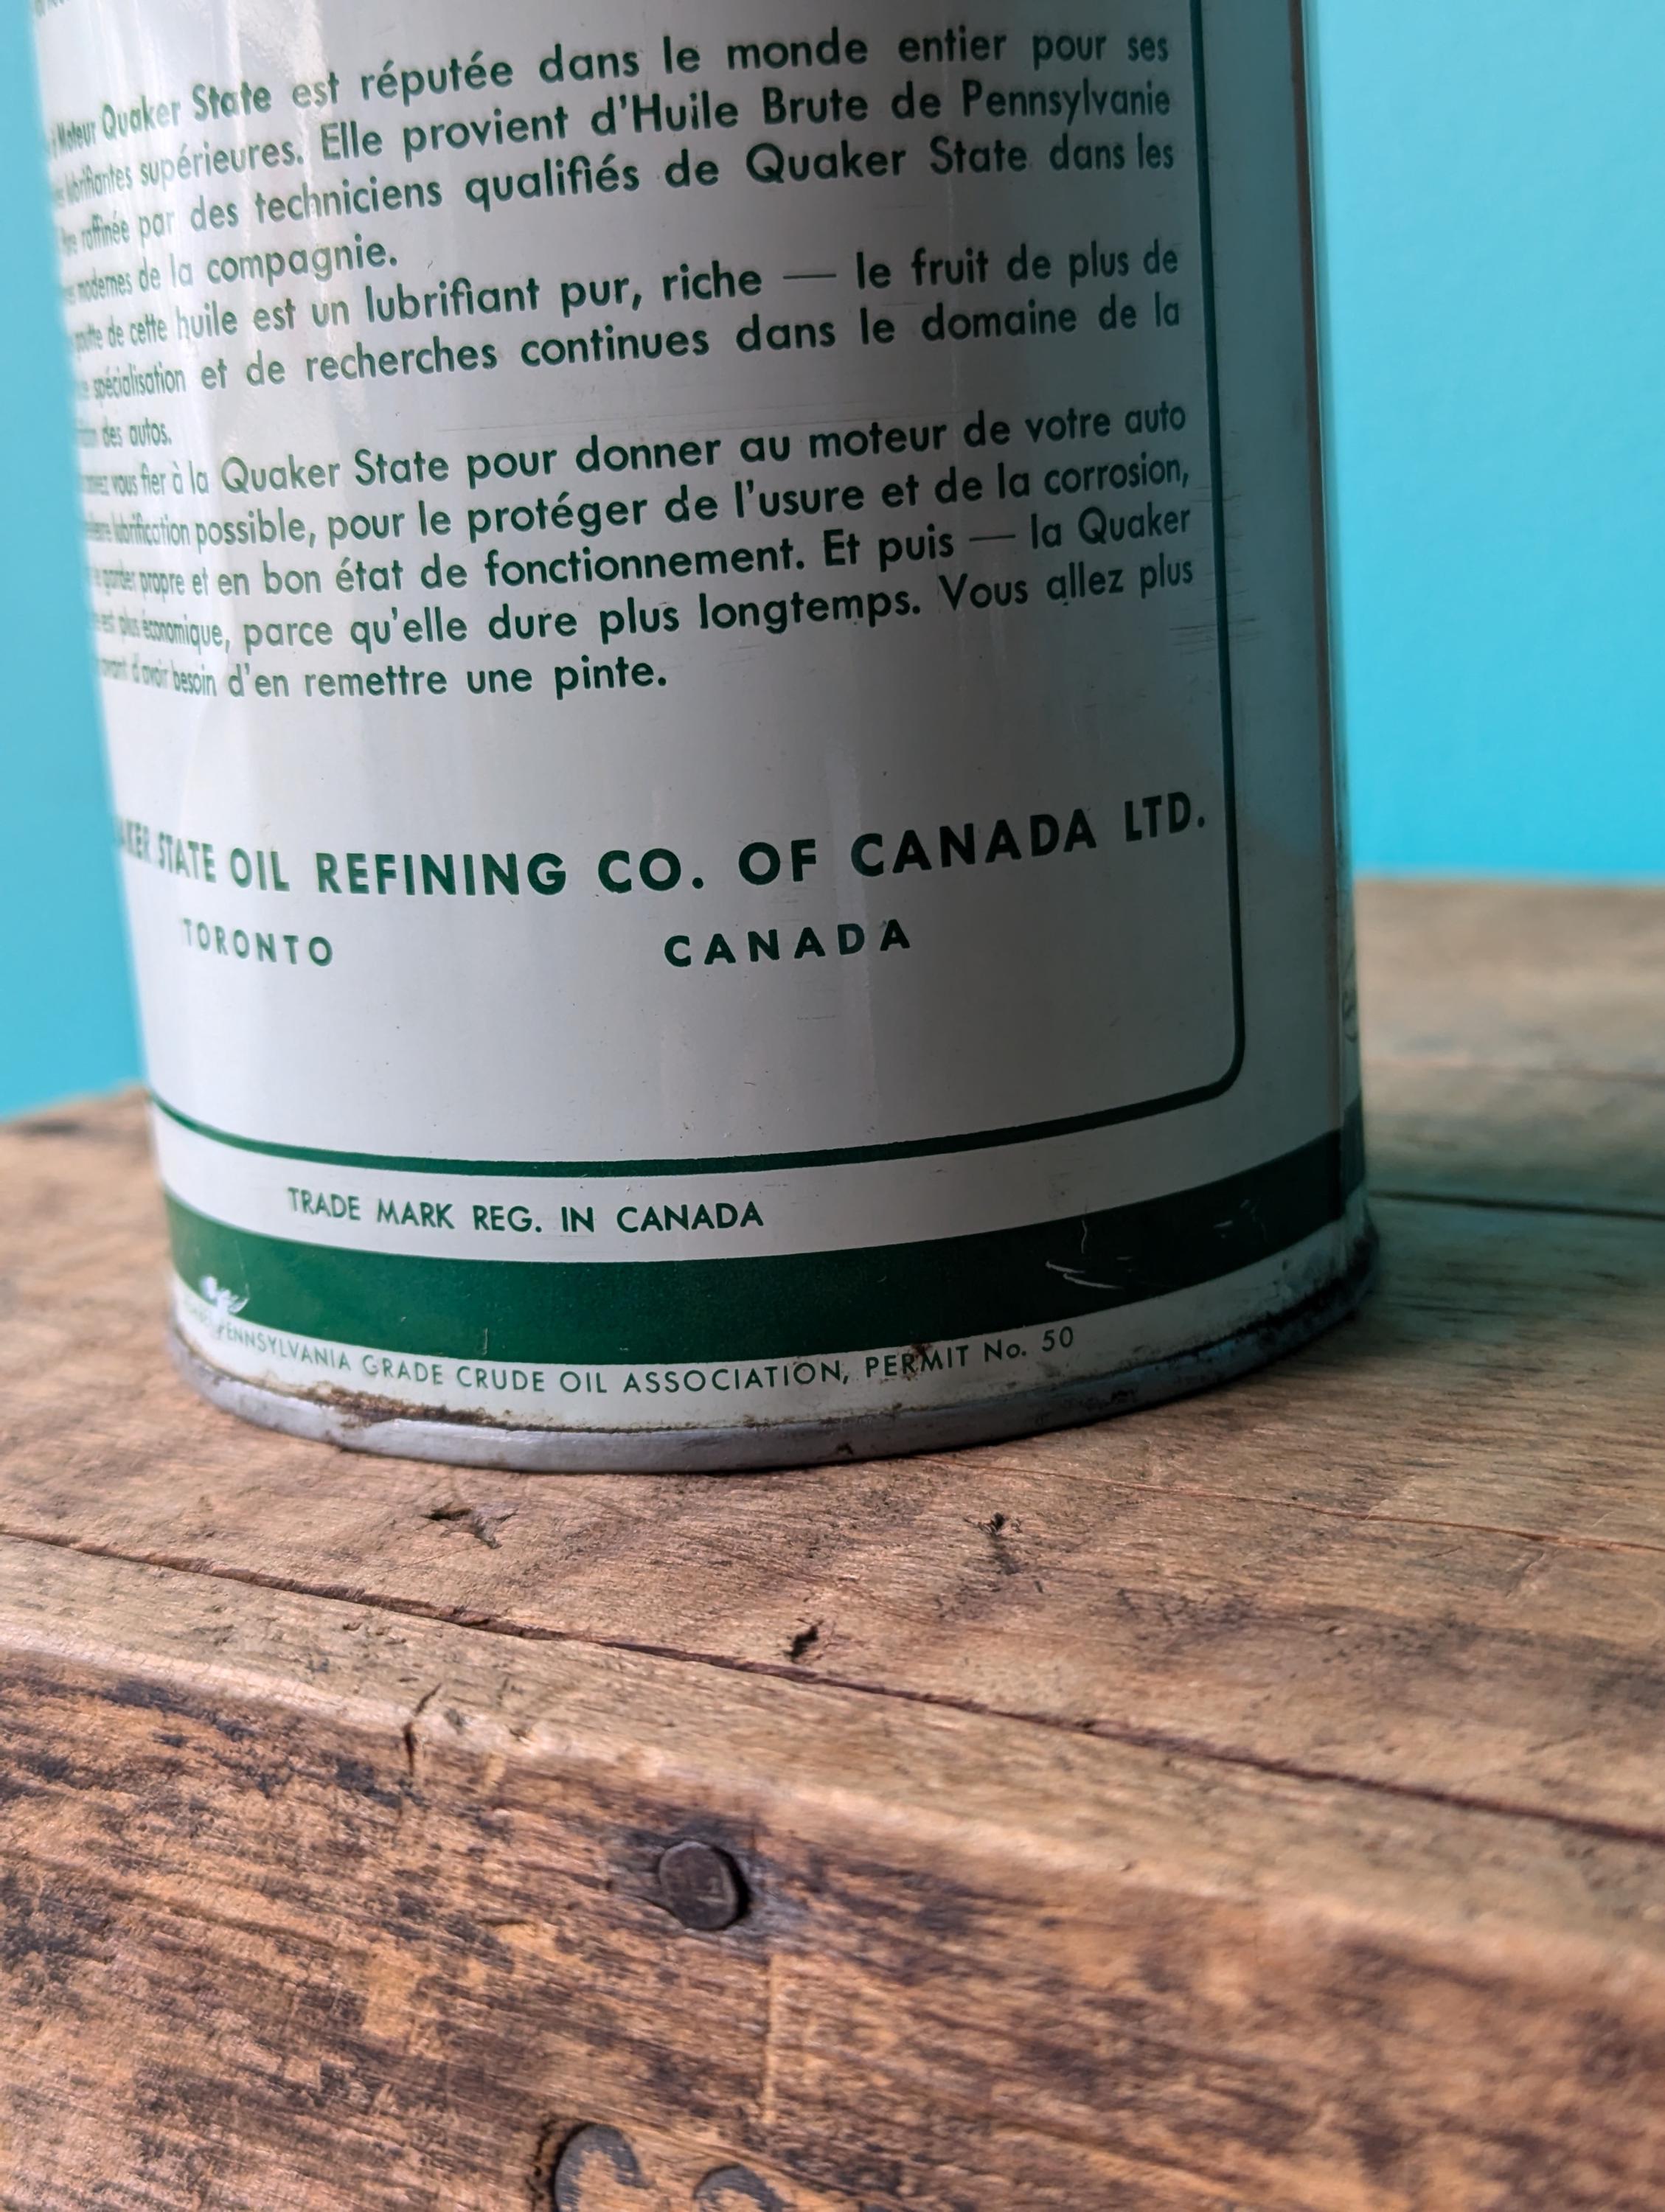 Moteur Quaker State est réputée dans le monde entier pour ses
lubrifiantes supérieures. Elle provient d'Huile Brute de Pennsylvanie
raffinée par des techniciens qualifiés de Quaker State dans les
modernes de la compagnie.
de cette huile est un lubrifiant pur, riche — le fruit de plus de
spécialisation et de recherches continues dans le domaine de la
des autos.
vous fier à la Quaker State pour donner au moteur de votre auto
lubrification possible, pour le protéger de l'usure et de la corrosion,
garder propre et en bon état de fonctionnement. Et puis — la Quaker
est plus économique, parce qu'elle dure plus longtemps. Vous allez plus
avant d'avoir besoin d'en remettre une pinte.
STATE OIL REFINING CO. OF CANADA LTD.
TORONTO CANADA
TRADE MARK REG. IN CANADA
PENNSYLVANIA GRADE CRUDE OIL ASSOCIATION, PERMIT No. 50